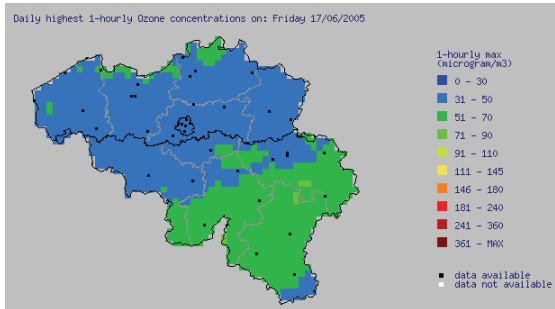 Daily highest 1-hourly Ozone concentrations on: Friday 17/06/2005
1-hourly max
(microgram/m3)
0 - 30
31 - 50
51 - 70
71 - 90
91 - 110
111 - 145
146 - 180
181 - 240
241 - 360
361 - MAX
data available
data not available